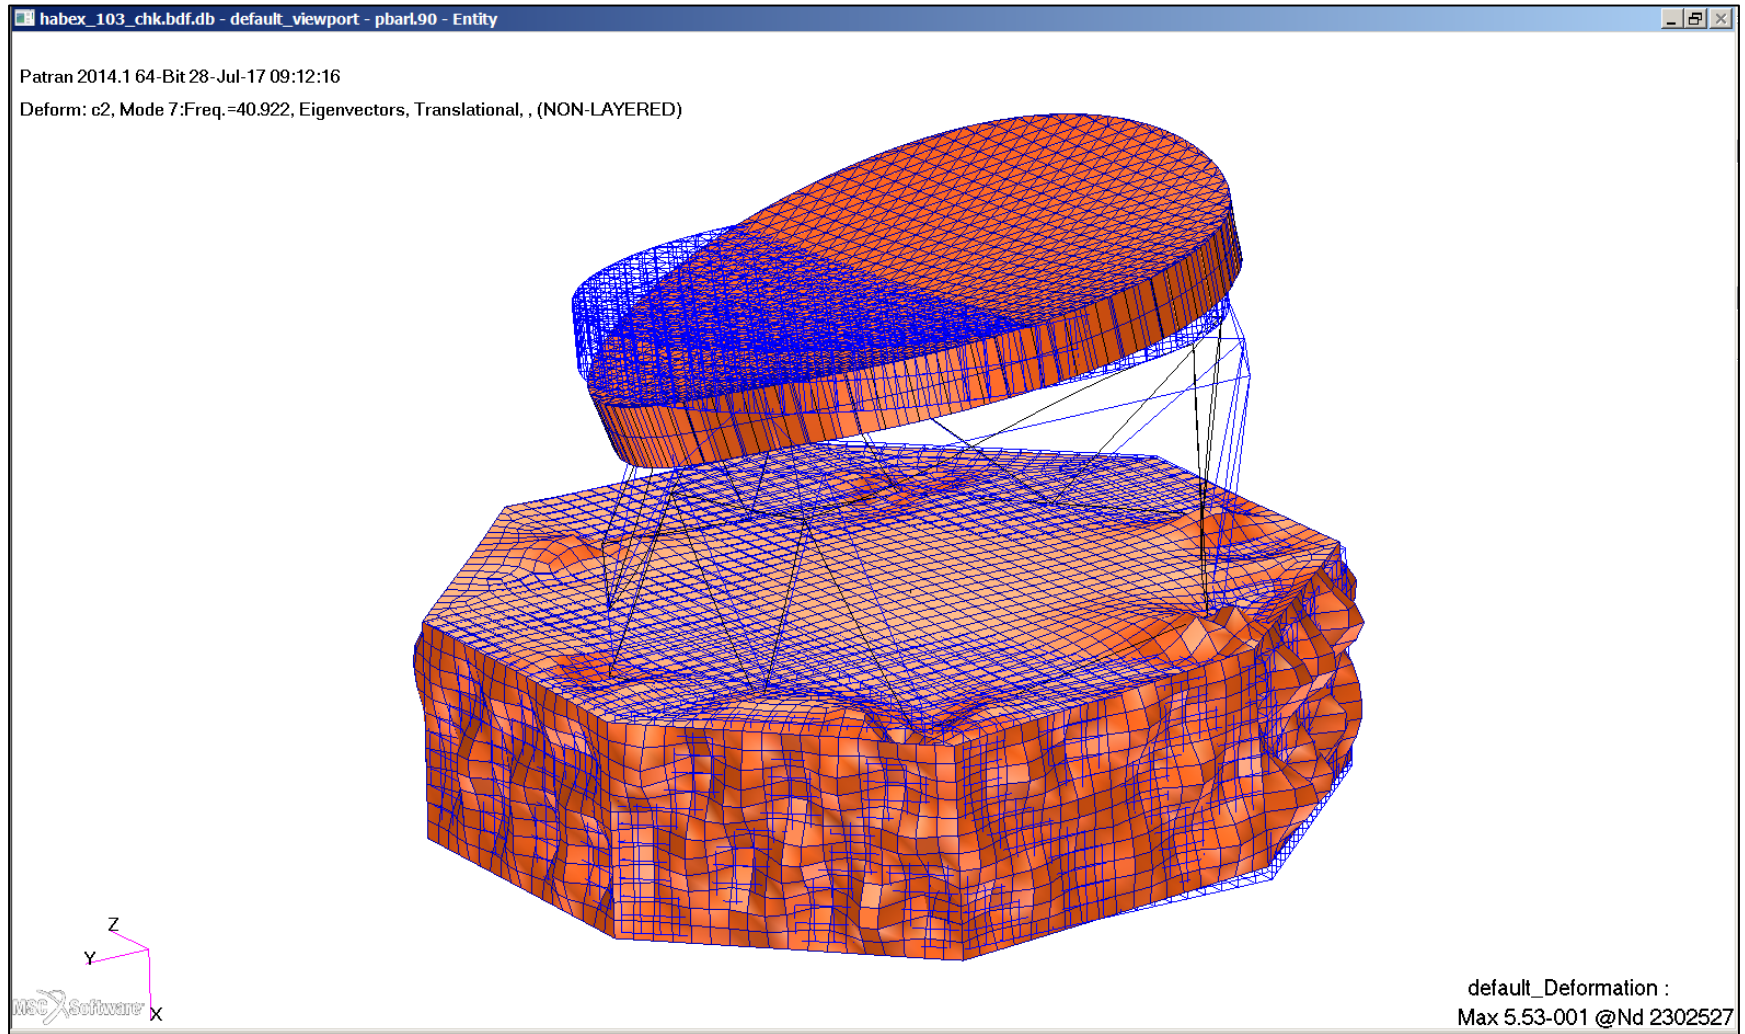 habex_103_chk.bdf.db - default_viewport - pbarl.90 - Entity
Patran 2014.1 64-Bit 28-Jul-17 09:12:16
Deform: c2, Mode 7:Freq.=40.922, Eigenvectors, Translational, , (NON-LAYERED)
Z
Y
X
MSC Software
default_Deformation :
Max 5.53-001 @Nd 2302527